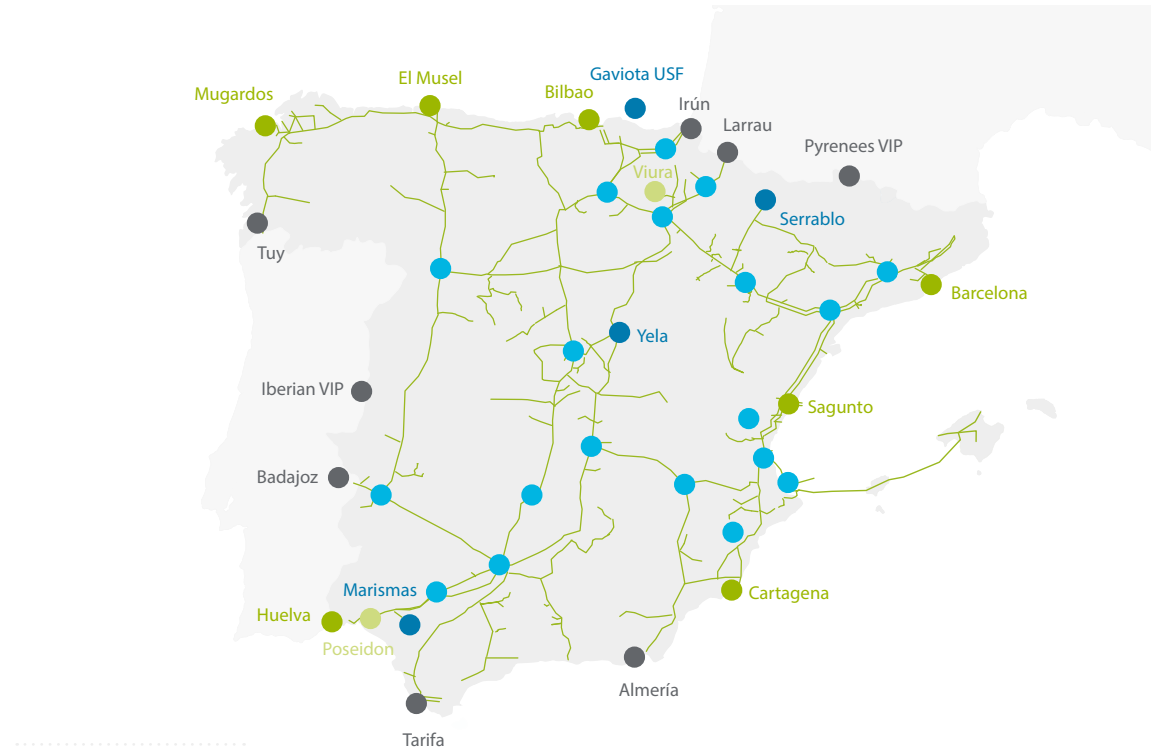 Gaviota USF
El Musel
Bilbao
Mugardos
Irún
Larrau
Pyrenees VIP
Viura
Serrablo
Tuy
Barcelona
Yela
Iberian VIP
Sagunto
Badajoz
Marismas
Cartagena
Huelva
Poseidon
Almería
Tarifa